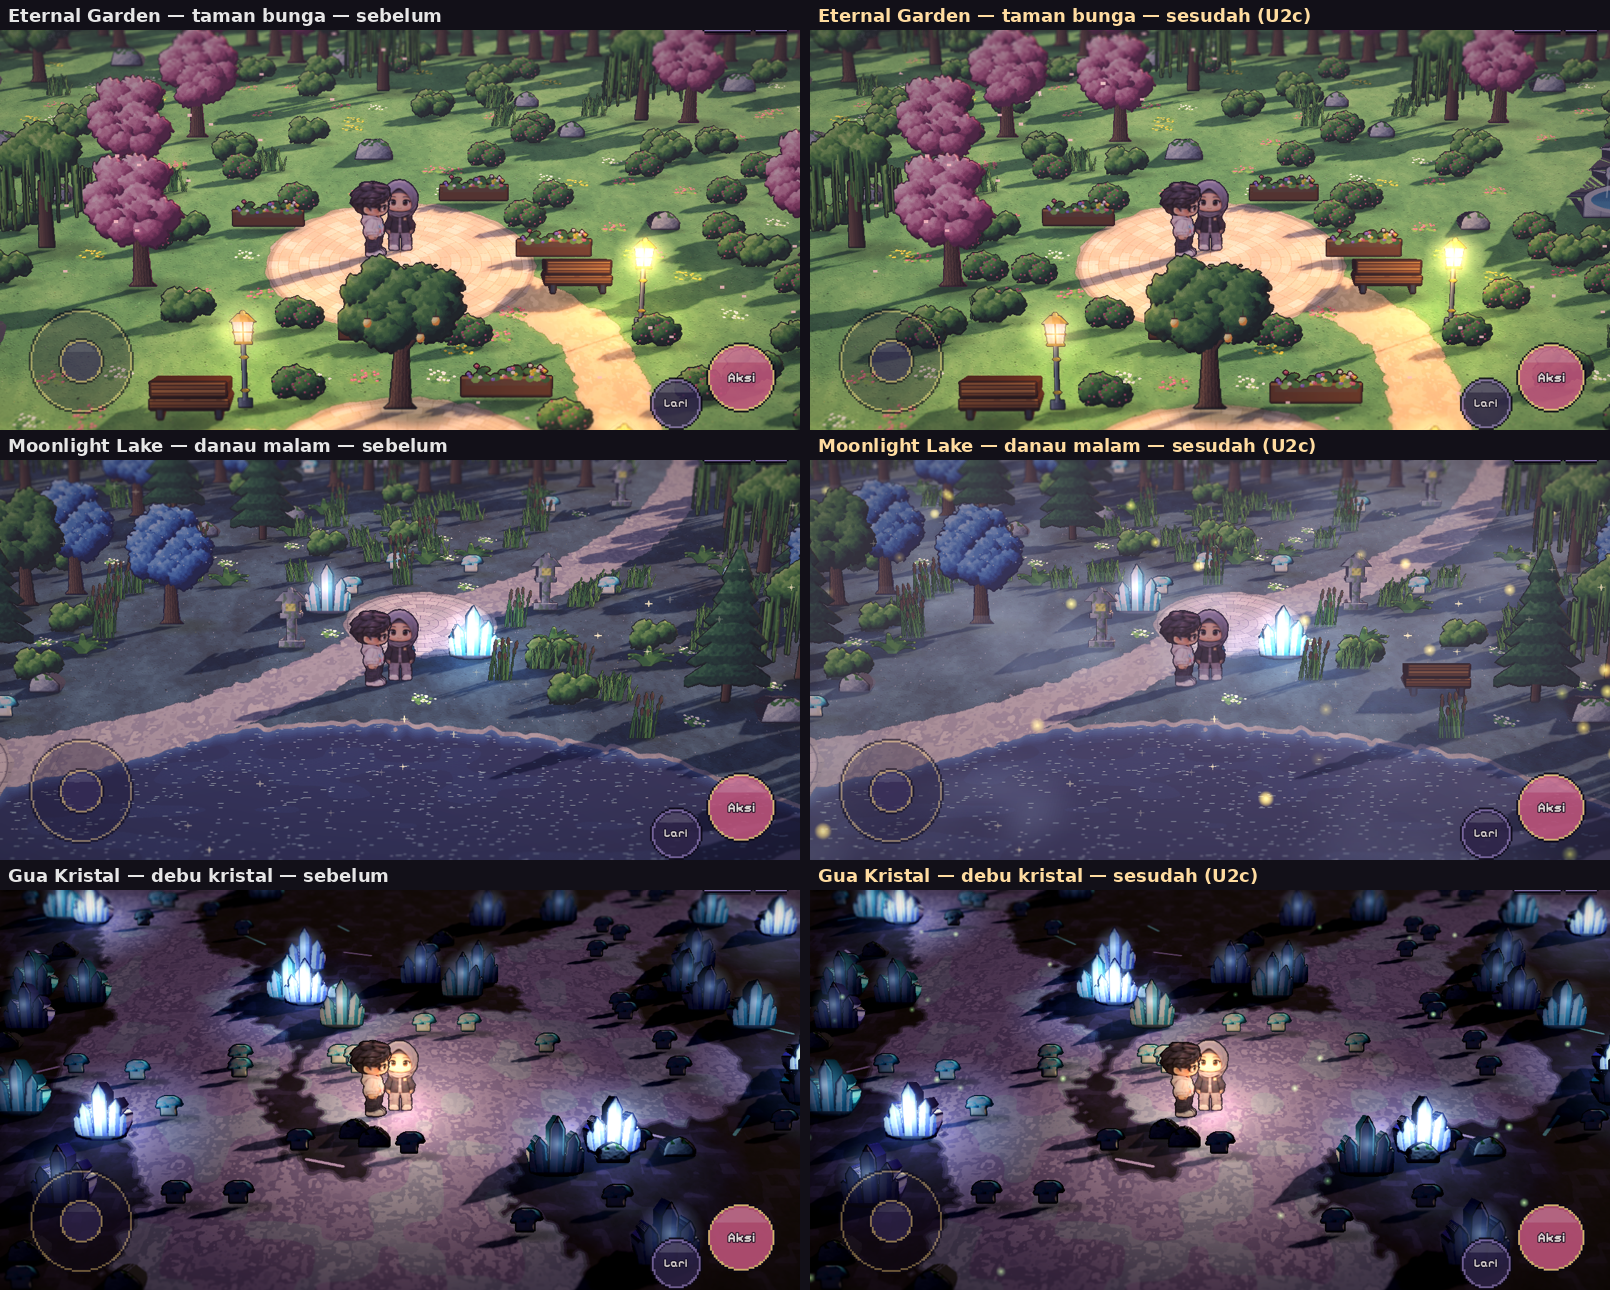 Eternal Garden — taman bunga — sebelum
Eternal Garden — taman bunga — sesudah (U2c)
Aksi
Lari
Aksi
Lari
Moonlight Lake — danau malam — sebelum
Moonlight Lake — danau malam — sesudah (U2c)
Aksi
Lari
Aksi
Lari
Gua Kristal — debu kristal — sebelum
Gua Kristal — debu kristal — sesudah (U2c)
Aksi
Lari
Aksi
Lari